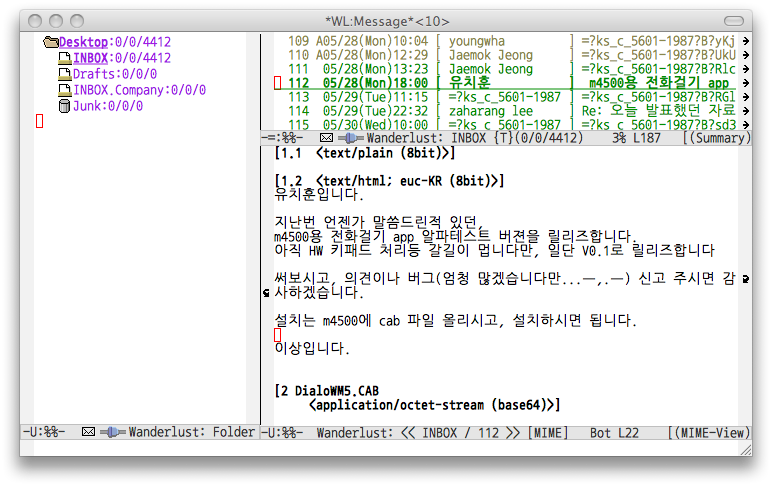 *WL:Message*<10>
Desktop:0/0/4412
INBOX:0/0/4412
Drafts:0/0/0
INBOX.Company:0/0/0
Junk:0/0/0
109 A05/28(Mon)10:04 [ youngwha ] =?ks_c_5601-1987?B?yKj
110 A05/28(Mon)12:29 [ Jaemok Jeong ] =?ks_c_5601-1987?B?UkU
111 05/28(Mon)13:23 [ Jaemok Jeong ] =?ks_c_5601-1987?B?Rlc
112 05/28(Mon)18:00 [ 유치훈 ] m4500용 전화걸기 app
113 05/29(Tue)11:15 [ =?ks_c_5601-1987 ] =?ks_c_5601-1987?B?RGl
114 05/29(Tue)22:32 [ zaharang lee ] Re: 오늘 발표했던 자료
115 05/30(Wed)10:00 [ =?ks_c_5601-1987 ] =?ks_c_5601-1987?B?sd3
-=:%%- Wanderlust: INBOX {T}(0/0/4412) 3% L187 [(Summary)
[1.1 <text/plain (8bit)>]
[1.2 <text/html; euc-KR (8bit)>]
유치훈입니다.
지난번 언젠가 말씀드린적 있던,
m4500용 전화걸기 app 알파테스트 버젼을 릴리즈합니다.
아직 HW 키패드 처리등 갈길이 멉니다만, 일단 V0.1로 릴리즈합니다
써보시고, 의견이나 버그(엄청 많겠습니다만...ㅡ,.ㅡ) 신고 주시면 감
사하겠습니다.
설치는 m4500에 cab 파일 올리시고, 설치하시면 됩니다.
이상입니다.
[2 DialoWM5.CAB
<application/octet-stream (base64)>]
-U:%%- Wanderlust: Folder
-U:%%- Wanderlust: << INBOX / 112 >> [MIME] Bot L22 [(MIME-View)